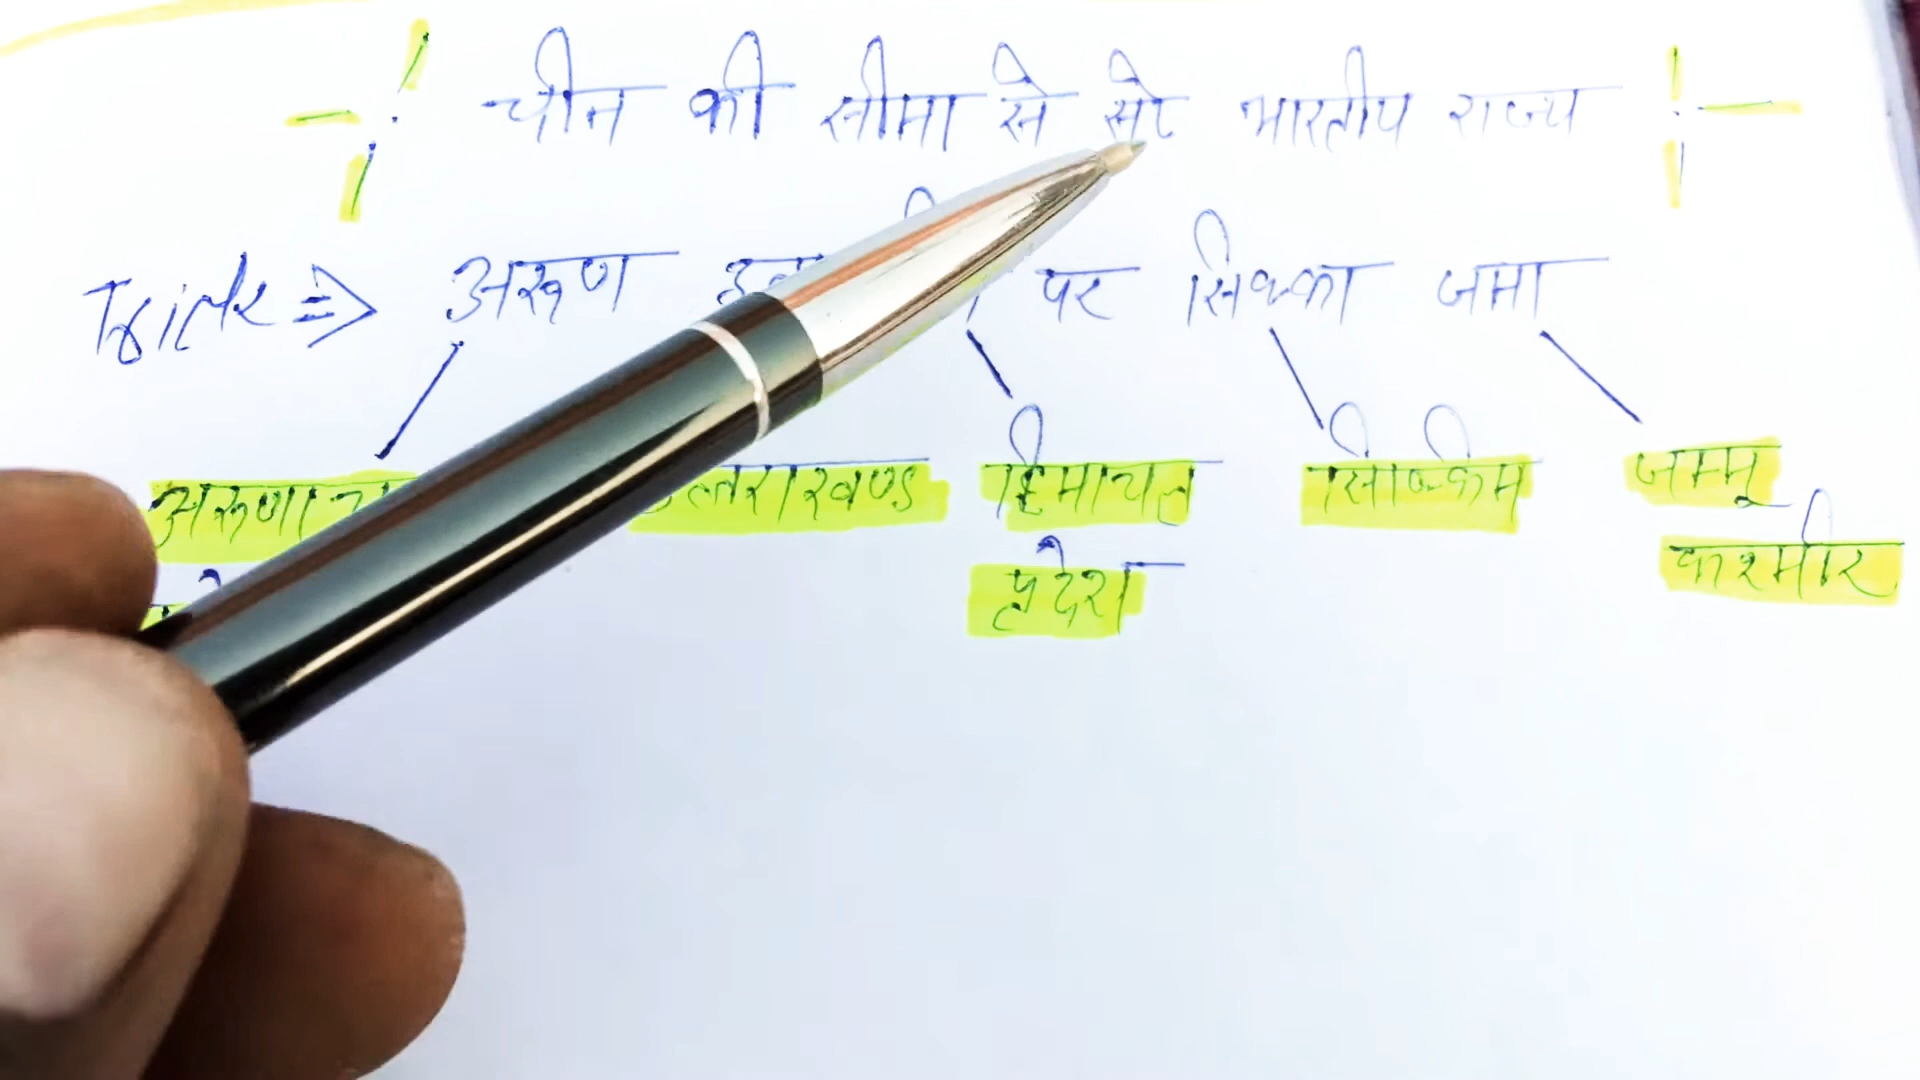 चीन की सीमा से सटे भारतीय राज्य
Trick => अरूण पर सिक्का जमा
उत्तराखण्ड हिमाचल सिक्किम जम्मू
प्रदेश कश्मीर